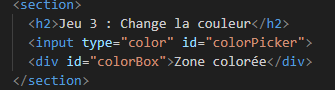 <section>
<h2>Jeu 3 : Change la couleur</h2>
<input type="color" id="colorPicker">
<div id="colorBox">Zone colorée</div>
</section>